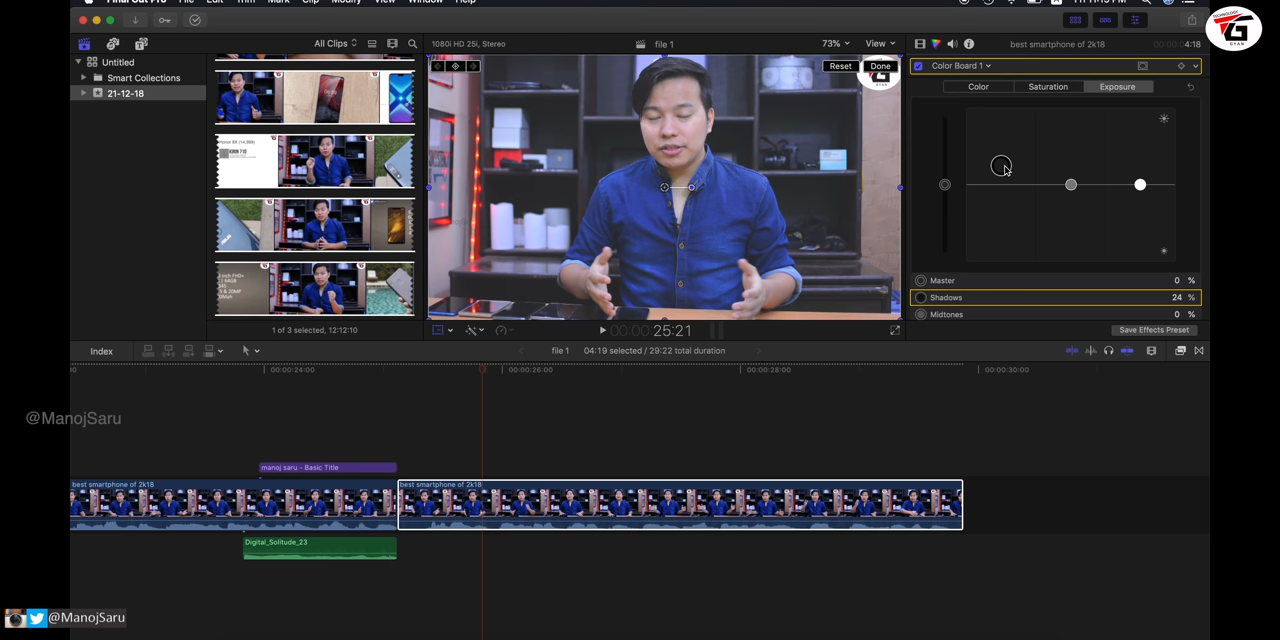 Final Cut Pro File Edit Trim Mark Clip Modify View Window Help
TECHNOLOGY
GYAN
All Clips
1080i HD 25i, Stereo
file 1
73%
View
best smartphone of 2k18
4:18
Untitled
Smart Collections
21-12-18
Reset
Done
Color Board 1
Color
Saturation
Exposure
Master
0 %
Shadows
24 %
Midtones
0 %
1 of 3 selected, 12:12:10
00:00:25:21
Save Effects Preset
Index
file 1
04:19 selected / 29:22 total duration
00:00:24:00
00:00:26:00
00:00:28:00
00:00:30:00
@ManojSaru
manoj saru - Basic Title
best smartphone of 2k18
best smartphone of 2k18
Digital_Solitude_23
@ManojSaru